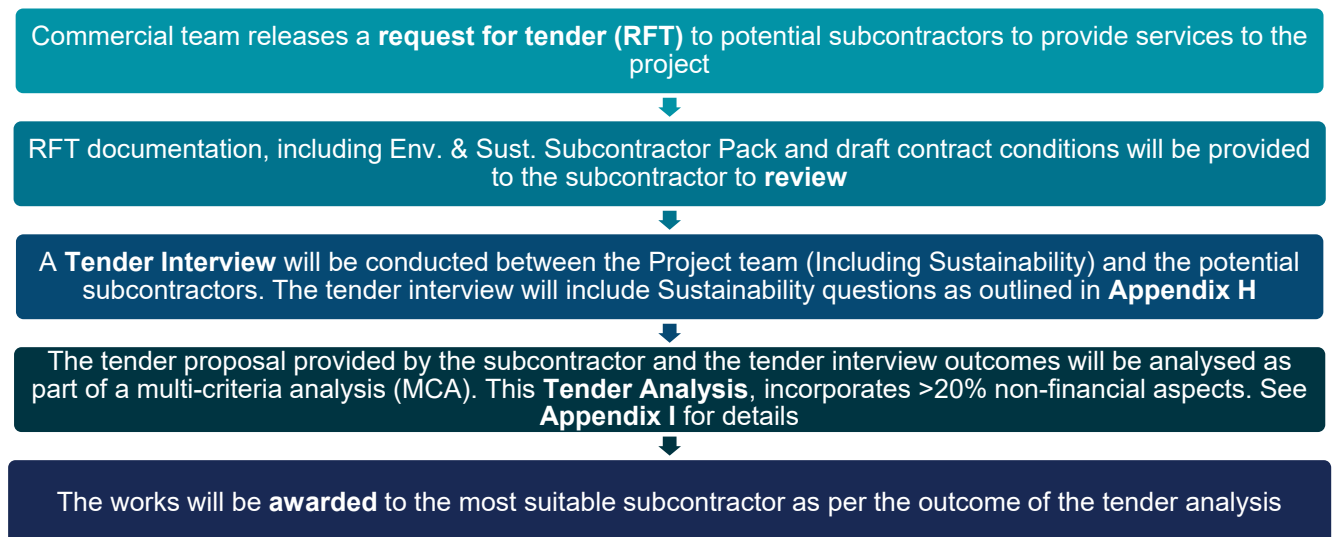 Commercial team releases a request for tender (RFT) to potential subcontractors to provide services to the
project
RFT documentation, including Env. & Sust. Subcontractor Pack and draft contract conditions will be provided
to the subcontractor to review
A Tender Interview will be conducted between the Project team (Including Sustainability) and the potential
subcontractors. The tender interview will include Sustainability questions as outlined in Appendix H
The tender proposal provided by the subcontractor and the tender interview outcomes will be analysed as
part of a multi-criteria analysis (MCA). This Tender Analysis, incorporates >20% non-financial aspects. See
Appendix I for details
The works will be awarded to the most suitable subcontractor as per the outcome of the tender analysis